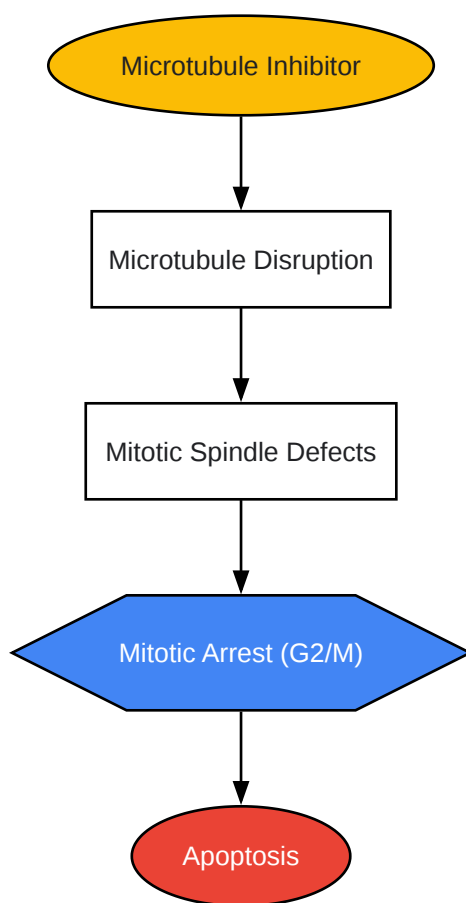 Microtubule Inhibitor
Microtubule Disruption
Mitotic Spindle Defects
Mitotic Arrest (G2/M)
Apoptosis